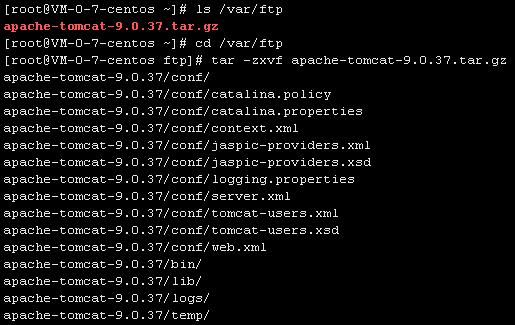 [root@VM-0-7-centos ~]# ls /var/ftp
apache-tomcat-9.0.37.tar.gz
[root@VM-0-7-centos ~]# cd /var/ftp
[root@VM-0-7-centos ftp]# tar -zxvf apache-tomcat-9.0.37.tar.gz
apache-tomcat-9.0.37/conf/
apache-tomcat-9.0.37/conf/catalina.policy
apache-tomcat-9.0.37/conf/catalina.properties
apache-tomcat-9.0.37/conf/context.xml
apache-tomcat-9.0.37/conf/jaspic-providers.xml
apache-tomcat-9.0.37/conf/jaspic-providers.xsd
apache-tomcat-9.0.37/conf/logging.properties
apache-tomcat-9.0.37/conf/server.xml
apache-tomcat-9.0.37/conf/tomcat-users.xml
apache-tomcat-9.0.37/conf/tomcat-users.xsd
apache-tomcat-9.0.37/conf/web.xml
apache-tomcat-9.0.37/bin/
apache-tomcat-9.0.37/lib/
apache-tomcat-9.0.37/logs/
apache-tomcat-9.0.37/temp/